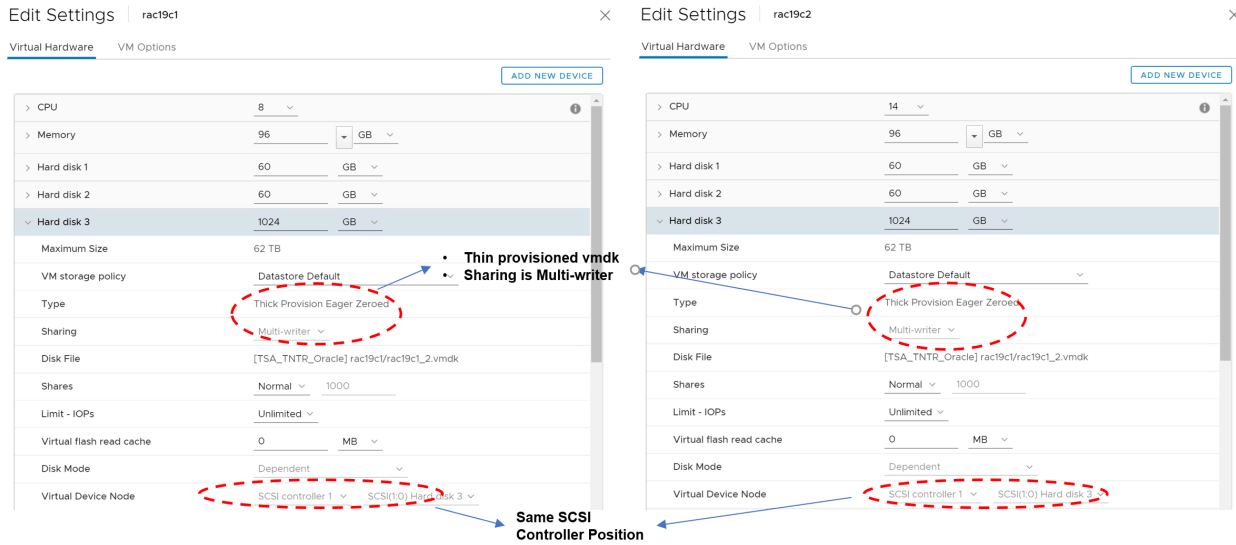 Edit Settings rac19c1
Virtual Hardware VM Options
ADD NEW DEVICE
CPU 8
Memory 96 GB
Hard disk 1 60 GB
Hard disk 2 60 GB
Hard disk 3 1024 GB
Maximum Size 62 TB
VM storage policy Datastore Default
Type Thick Provision Eager Zeroed
Sharing Multi-writer
Disk File [TSA_TNTR_Oracle] rac19c1/rac19c1_2.vmdk
Shares Normal 1000
Limit - IOPs Unlimited
Virtual flash read cache 0 MB
Disk Mode Dependent
Virtual Device Node SCSI controller 1 SCSI(1:0) Hard disk 3
• Thin provisioned vmdk
• Sharing is Multi-writer
Same SCSI
Controller Position
Edit Settings rac19c2
Virtual Hardware VM Options
ADD NEW DEVICE
CPU 14
Memory 96 GB
Hard disk 1 60 GB
Hard disk 2 60 GB
Hard disk 3 1024 GB
Maximum Size 62 TB
VM storage policy Datastore Default
Type Thick Provision Eager Zeroed
Sharing Multi-writer
Disk File [TSA_TNTR_Oracle] rac19c1/rac19c1_2.vmdk
Shares Normal 1000
Limit - IOPs Unlimited
Virtual flash read cache 0 MB
Disk Mode Dependent
Virtual Device Node SCSI controller 1 SCSI(1:0) Hard disk 3